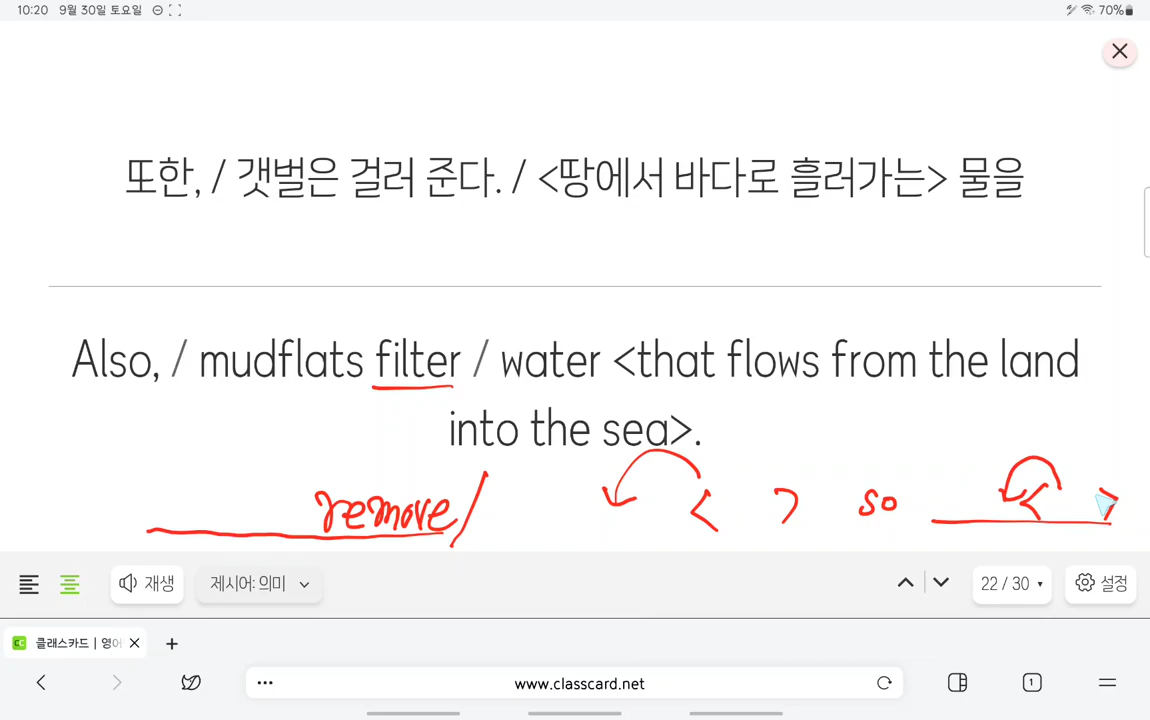 10:20 9월 30일 토요일 70%
또한, / 갯벌은 걸러 준다. / <땅에서 바다로 흘러가는> 물을
Also, / mudflats filter / water <that flows from the land
into the sea>.
remove/ < > so < >
재생 제시어: 의미 22 / 30 설정
클래스카드 | 영어
www.classcard.net
1